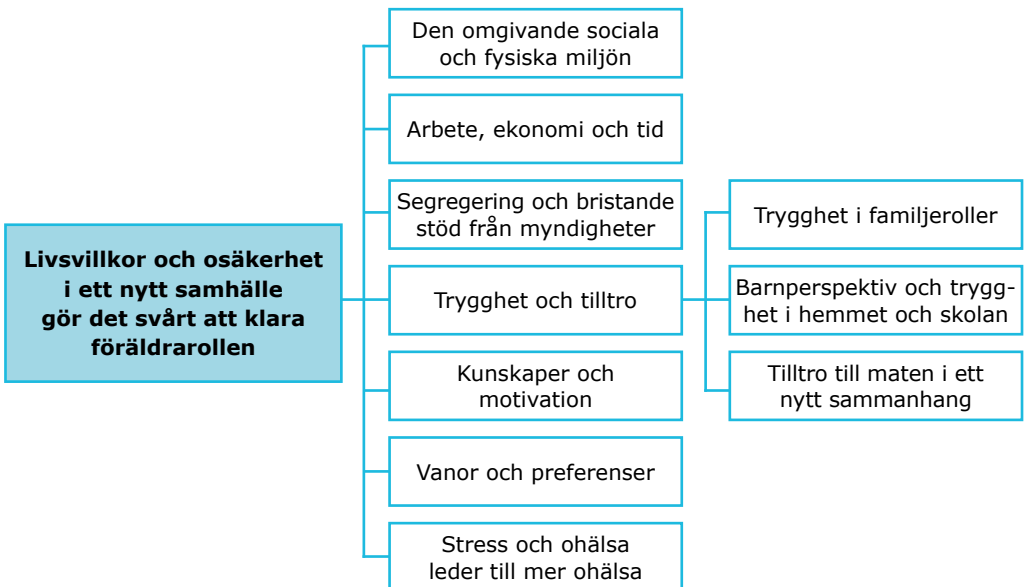 Livsvillkor och osäkerhet
i ett nytt samhälle
gör det svårt att klara
föräldrarollen
Den omgivande sociala
och fysiska miljön
Arbete, ekonomi och tid
Segregering och bristande
stöd från myndigheter
Trygghet och tilltro
Kunskaper och
motivation
Vanor och preferenser
Stress och ohälsa
leder till mer ohälsa
Trygghet i familjeroller
Barnperspektiv och trygg-
het i hemmet och skolan
Tilltro till maten i ett
nytt sammanhang